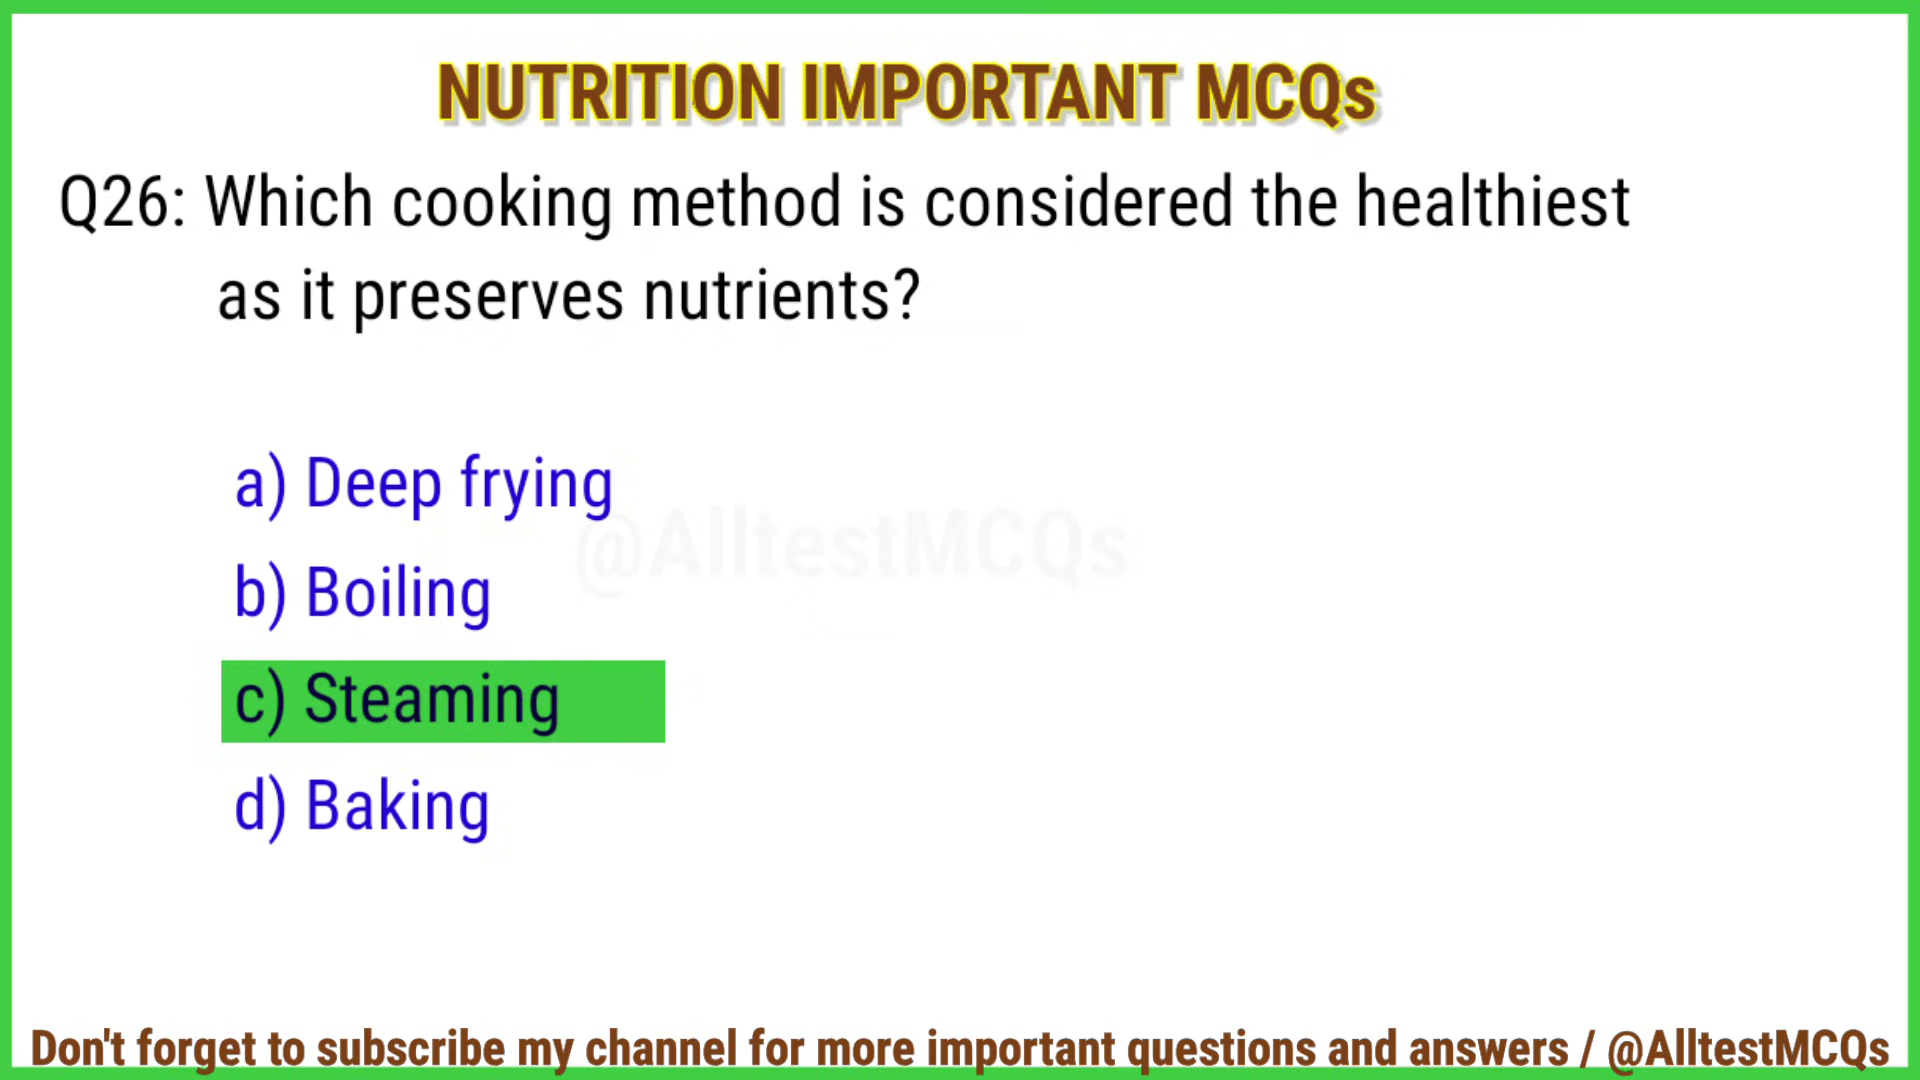 NUTRITION IMPORTANT MCQs
Q26: Which cooking method is considered the healthiest
as it preserves nutrients?
a) Deep frying
@AlltestMCQs
b) Boiling
c) Steaming
d) Baking
Don't forget to subscribe my channel for more important questions and answers / @AlltestMCQs